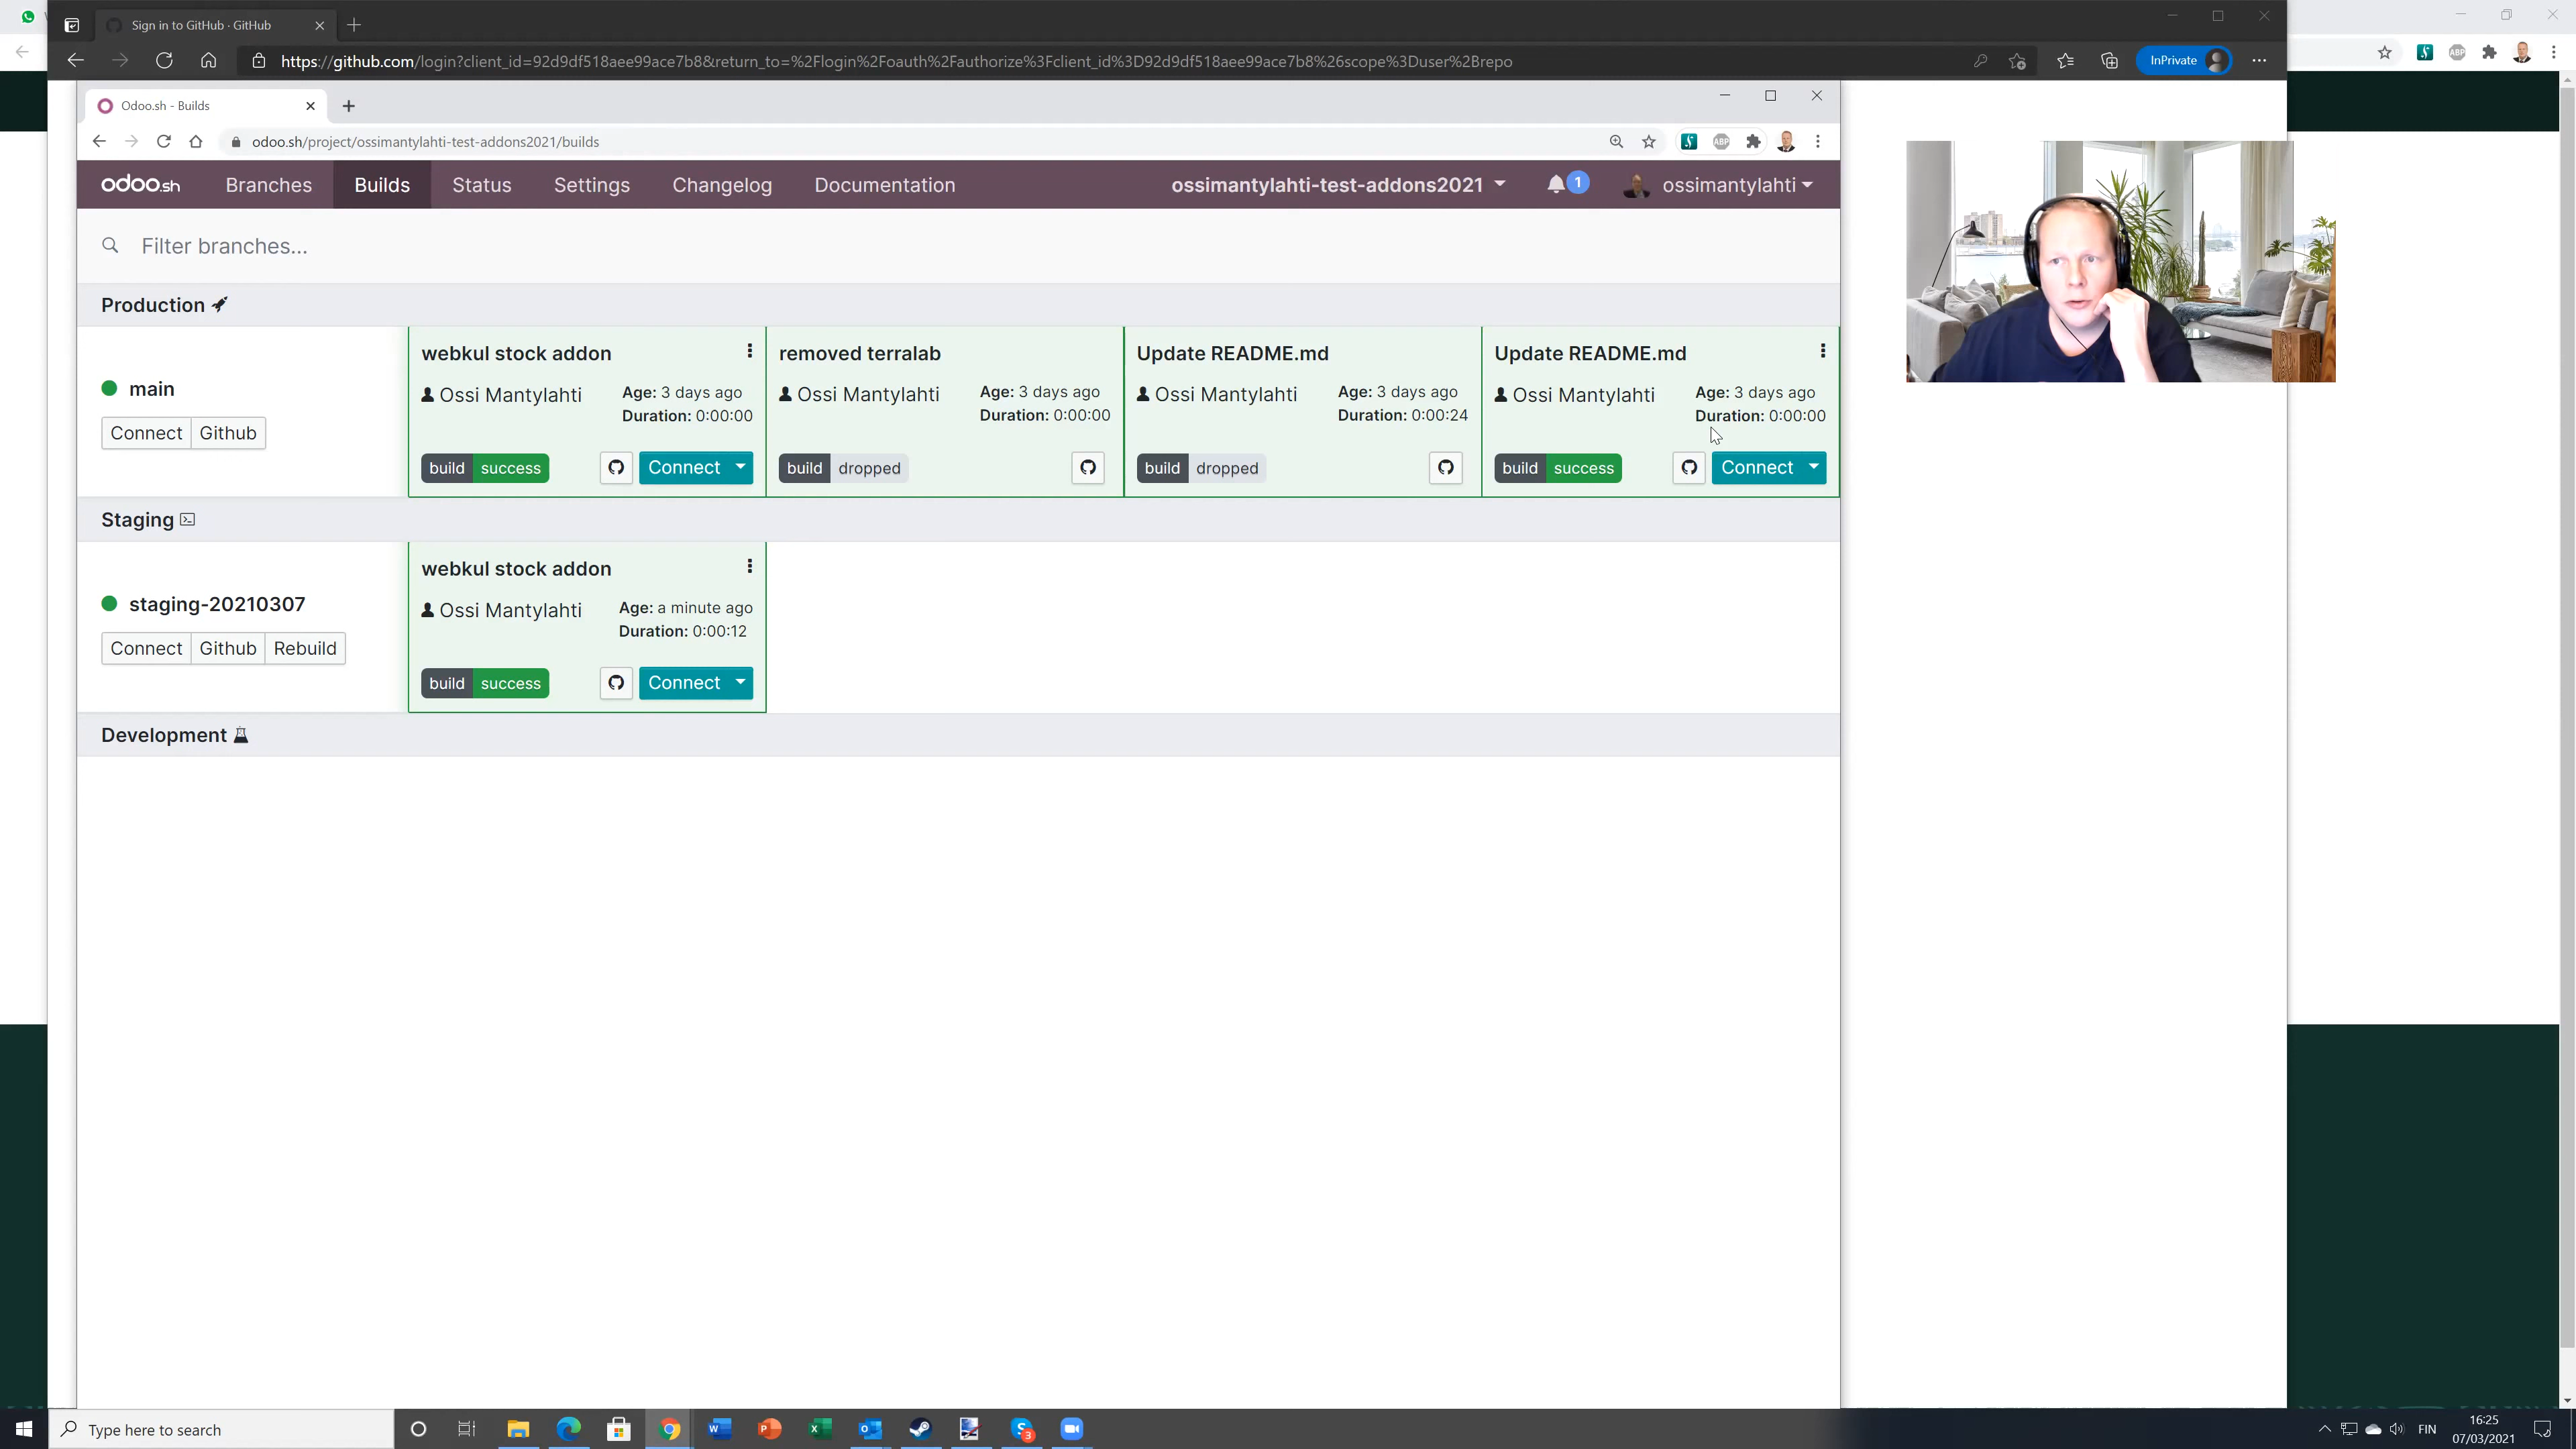 Sign in to GitHub · GitHub
https://github.com/login?client_id=92d9df518aee99ace7b8&return_to=%2Flogin%2Foauth%2Fauthorize%3Fclient_id%3D92d9df518aee99ace7b8%26scope%3Duser%2Brepo
InPrivate
ABP
Odoo.sh - Builds
odoo.sh/project/ossimantylahti-test-addons2021/builds
ABP
odoo.sh Branches Builds Status Settings Changelog Documentation ossimantylahti-test-addons2021 1 ossimantylahti
Filter branches...
Production
main
Connect Github
webkul stock addon
Ossi Mantylahti
Age: 3 days ago
Duration: 0:00:00
build success
Connect
removed terralab
Ossi Mantylahti
Age: 3 days ago
Duration: 0:00:00
build dropped
Update README.md
Ossi Mantylahti
Age: 3 days ago
Duration: 0:00:24
build dropped
Update README.md
Ossi Mantylahti
Age: 3 days ago
Duration: 0:00:00
build success
Connect
Staging
staging-20210307
Connect Github Rebuild
webkul stock addon
Ossi Mantylahti
Age: a minute ago
Duration: 0:00:12
build success
Connect
Development
Type here to search
3
FIN
16:25
07/03/2021